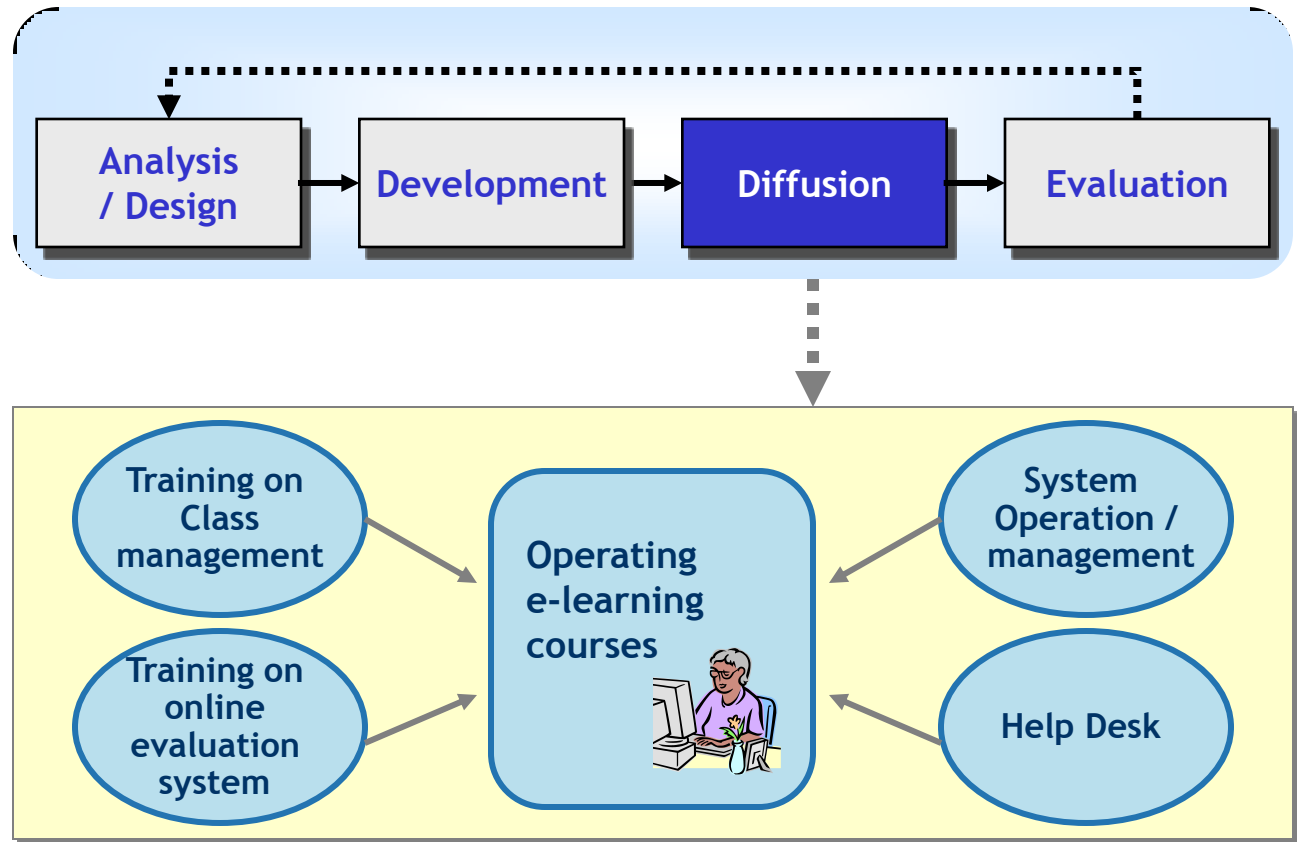 Analysis
/ Design
Development
Diffusion
Evaluation
Training on
Class
management
Operating
e-learning
courses
System
Operation /
management
Training on
online
evaluation
system
Help Desk